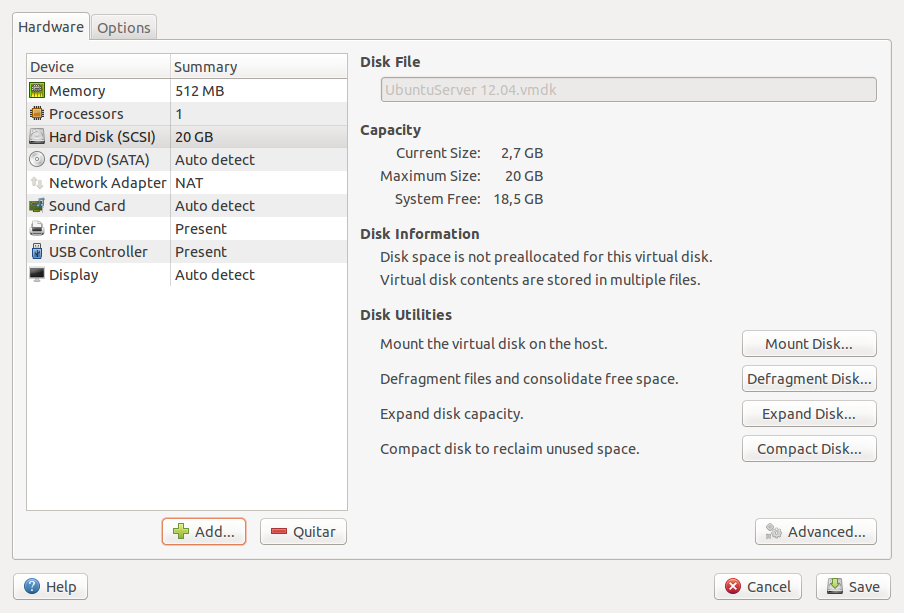 Hardware Options
Device Summary
Memory 512 MB
Processors 1
Hard Disk (SCSI) 20 GB
CD/DVD (SATA) Auto detect
Network Adapter NAT
Sound Card Auto detect
Printer Present
USB Controller Present
Display Auto detect
Add... Quitar
Disk File
UbuntuServer 12.04.vmdk
Capacity
Current Size: 2,7 GB
Maximum Size: 20 GB
System Free: 18,5 GB
Disk Information
Disk space is not preallocated for this virtual disk.
Virtual disk contents are stored in multiple files.
Disk Utilities
Mount the virtual disk on the host. Mount Disk...
Defragment files and consolidate free space. Defragment Disk...
Expand disk capacity. Expand Disk...
Compact disk to reclaim unused space. Compact Disk...
Advanced...
Help Cancel Save